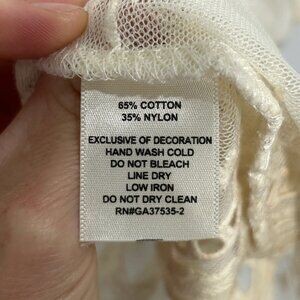 65% COTTON
35% NYLON
EXCLUSIVE OF DECORATION
HAND WASH COLD
DO NOT BLEACH
LINE DRY
LOW IRON
DO NOT DRY CLEAN
RN#GA37535-2